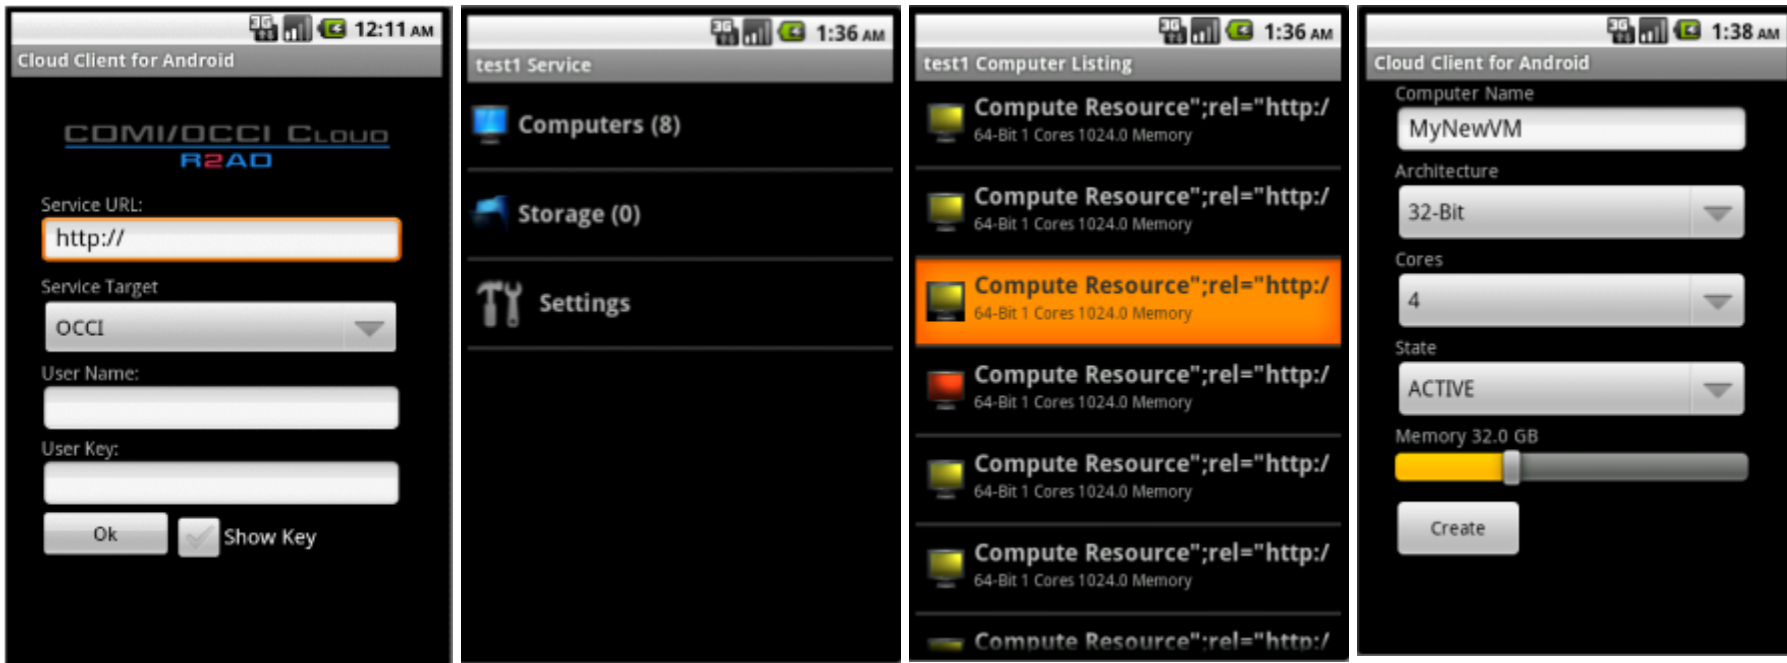 12:11 AM
Cloud Client for Android
CDMI/OCCI Cloud
R2AD
Service URL:
http://
Service Target
OCCI
User Name:
User Key:
Ok
Show Key
1:36 AM
test1 Service
Computers (8)
Storage (0)
Settings
1:36 AM
test1 Computer Listing
Compute Resource";rel="http:/
64-Bit 1 Cores 1024.0 Memory
Compute Resource";rel="http:/
64-Bit 1 Cores 1024.0 Memory
Compute Resource";rel="http:/
64-Bit 1 Cores 1024.0 Memory
Compute Resource";rel="http:/
64-Bit 1 Cores 1024.0 Memory
Compute Resource";rel="http:/
64-Bit 1 Cores 1024.0 Memory
Compute Resource";rel="http:/
64-Bit 1 Cores 1024.0 Memory
Compute Resource";rel="http:/
1:38 AM
Cloud Client for Android
Computer Name
MyNewVM
Architecture
32-Bit
Cores
4
State
ACTIVE
Memory 32.0 GB
Create